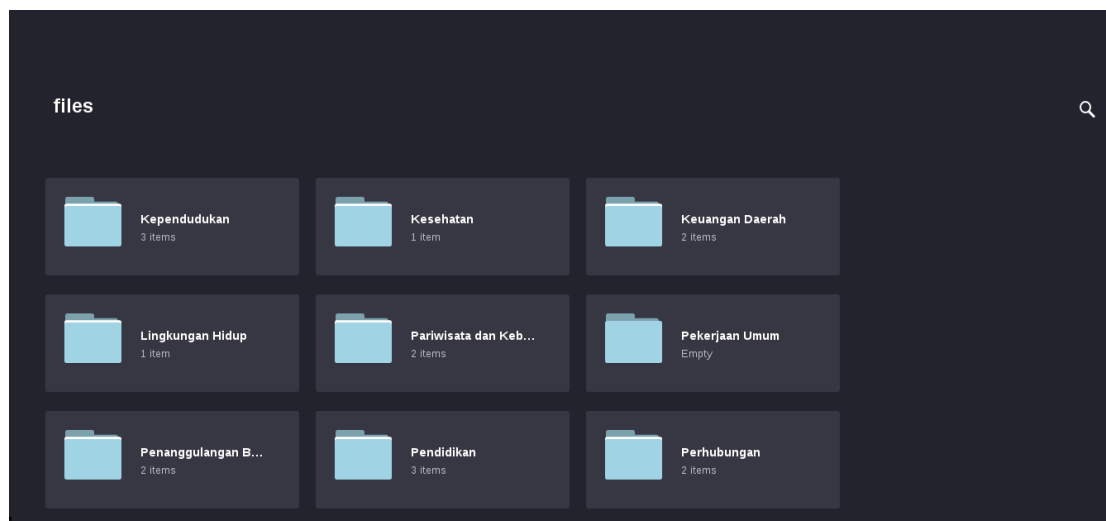 files
Kependudukan
3 items
Kesehatan
1 item
Keuangan Daerah
2 items
Lingkungan Hidup
1 item
Pariwisata dan Keb...
2 items
Pekerjaan Umum
Empty
Penanggulangan B...
2 items
Pendidikan
3 items
Perhubungan
2 items